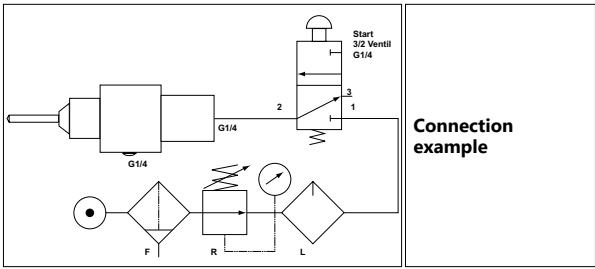 Start
3/2 Ventil
G1/4
3
2
1
G1/4
G1/4
Connection
example
F
R
L